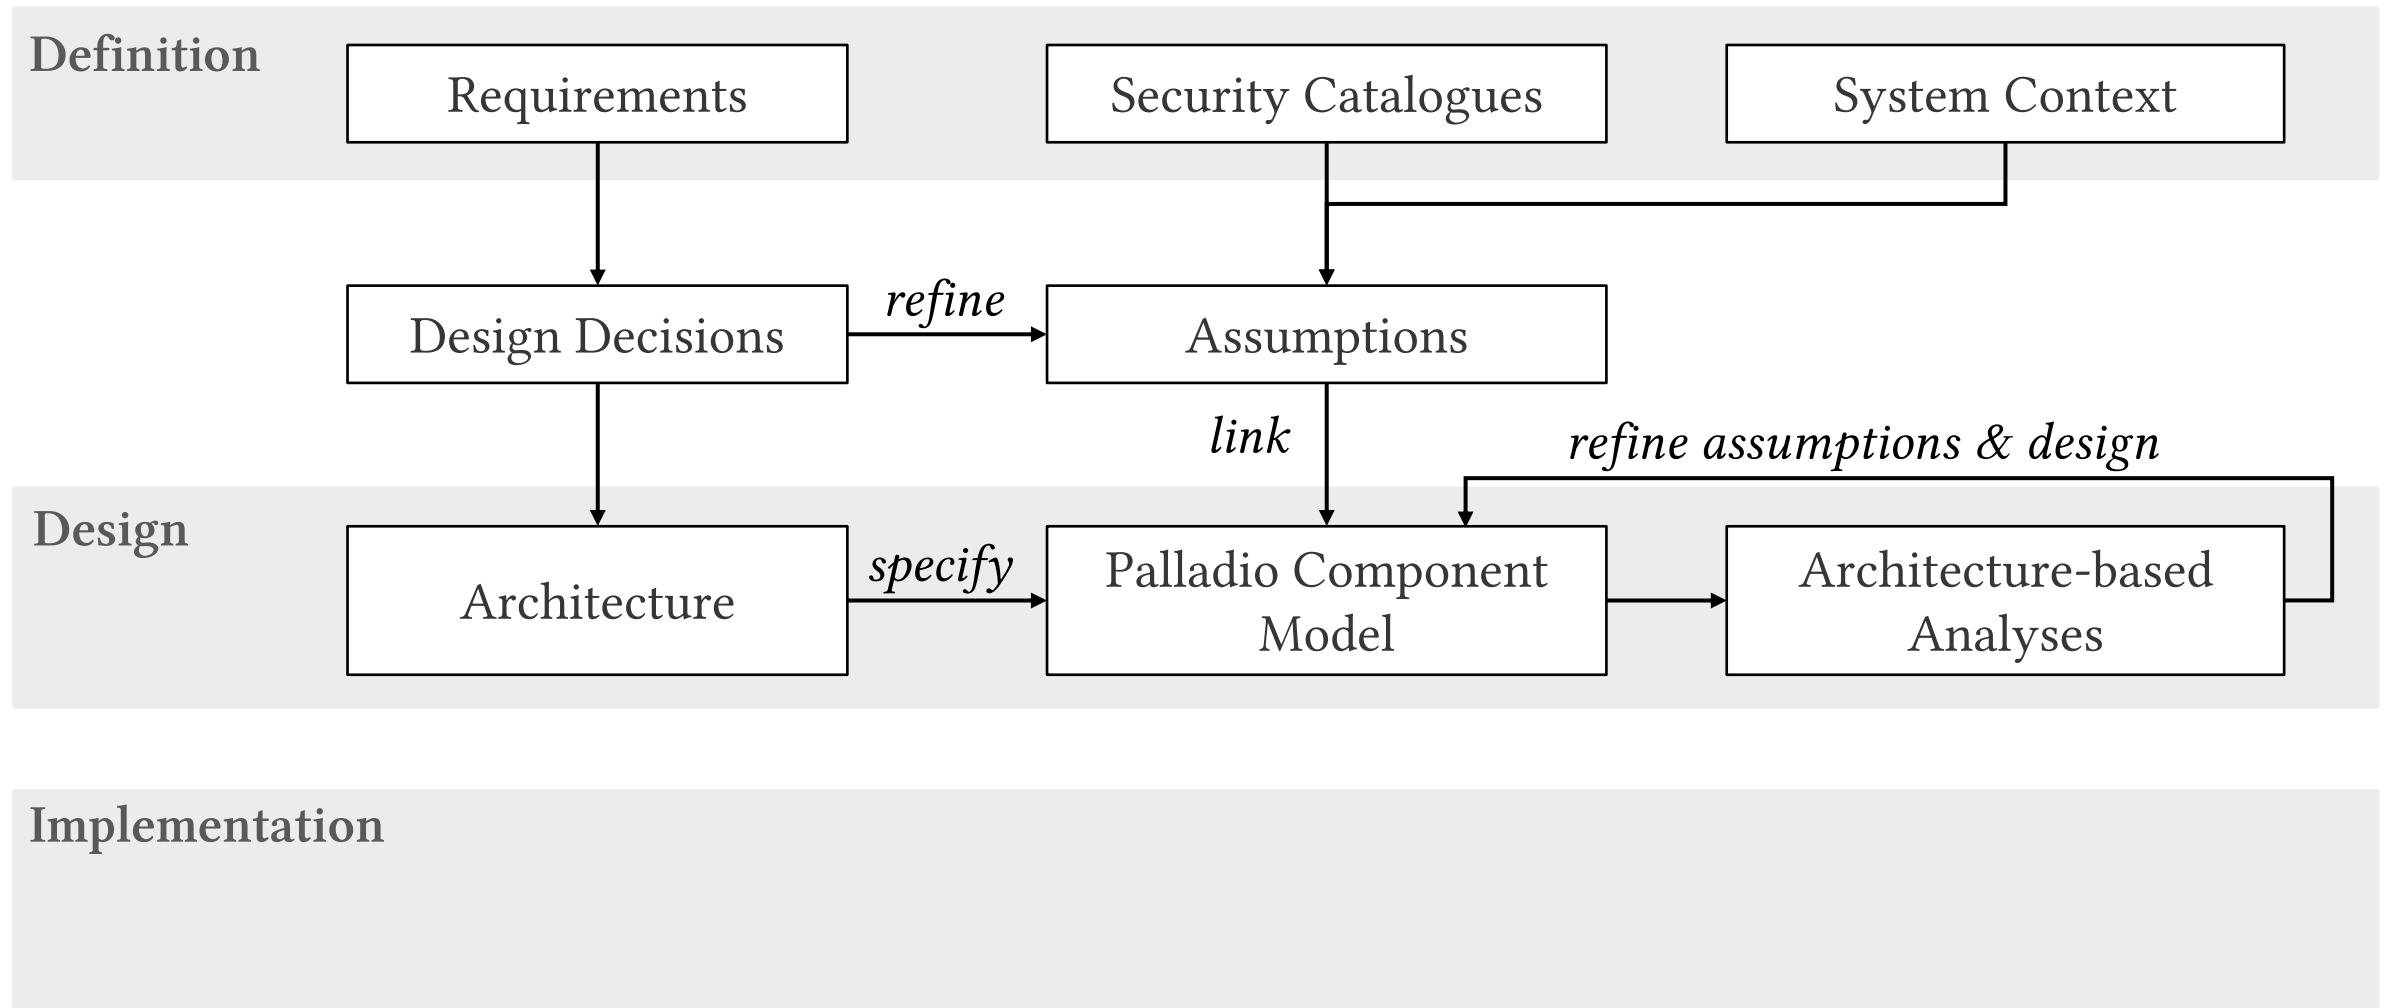 Definition
Requirements
Security Catalogues
System Context
refine
Design Decisions
Assumptions
link
refine assumptions & design
Design
specify
Architecture
Palladio Component
Model
Architecture-based
Analyses
Implementation